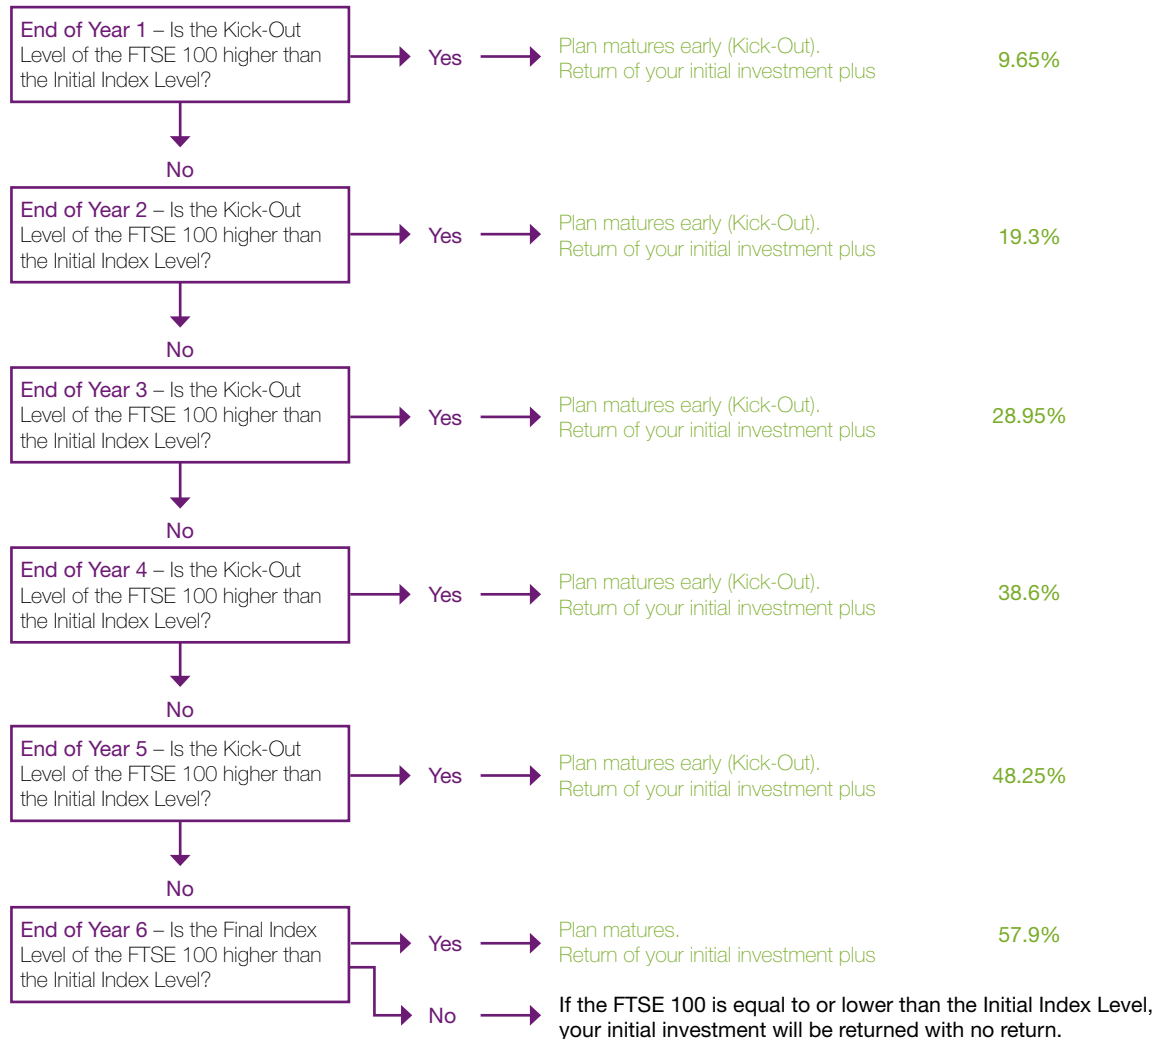 End of Year 1 – Is the Kick-Out
Level of the FTSE 100 higher than
the Initial Index Level?
Yes
Plan matures early (Kick-Out).
Return of your initial investment plus
9.65%
No
End of Year 2 – Is the Kick-Out
Level of the FTSE 100 higher than
the Initial Index Level?
Yes
Plan matures early (Kick-Out).
Return of your initial investment plus
19.3%
No
End of Year 3 – Is the Kick-Out
Level of the FTSE 100 higher than
the Initial Index Level?
Yes
Plan matures early (Kick-Out).
Return of your initial investment plus
28.95%
No
End of Year 4 – Is the Kick-Out
Level of the FTSE 100 higher than
the Initial Index Level?
Yes
Plan matures early (Kick-Out).
Return of your initial investment plus
38.6%
No
End of Year 5 – Is the Kick-Out
Level of the FTSE 100 higher than
the Initial Index Level?
Yes
Plan matures early (Kick-Out).
Return of your initial investment plus
48.25%
No
End of Year 6 – Is the Final Index
Level of the FTSE 100 higher than
the Initial Index Level?
Yes
Plan matures.
Return of your initial investment plus
57.9%
No
If the FTSE 100 is equal to or lower than the Initial Index Level,
your initial investment will be returned with no return.